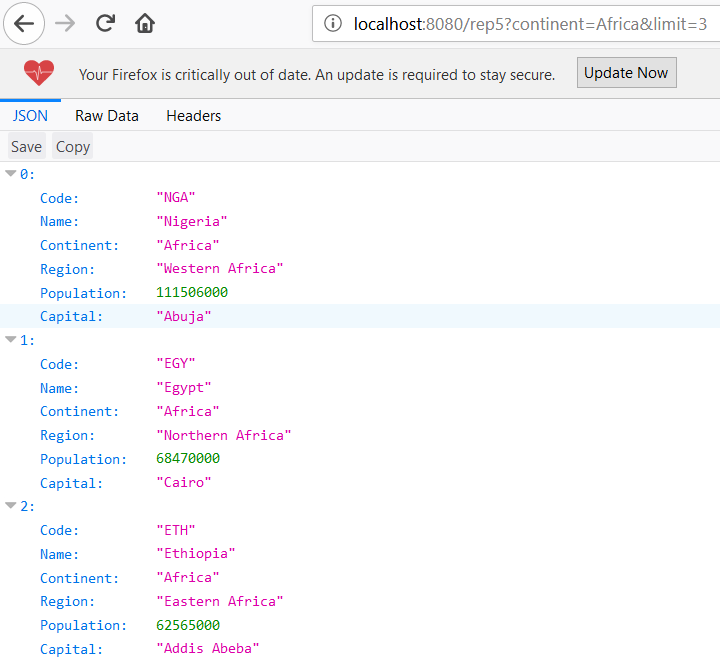 localhost:8080/rep5?continent=Africa&limit=3
Your Firefox is critically out of date. An update is required to stay secure. Update Now
JSON Raw Data Headers
Save Copy
0:
Code: "NGA"
Name: "Nigeria"
Continent: "Africa"
Region: "Western Africa"
Population: 111506000
Capital: "Abuja"
1:
Code: "EGY"
Name: "Egypt"
Continent: "Africa"
Region: "Northern Africa"
Population: 68470000
Capital: "Cairo"
2:
Code: "ETH"
Name: "Ethiopia"
Continent: "Africa"
Region: "Eastern Africa"
Population: 62565000
Capital: "Addis Abeba"